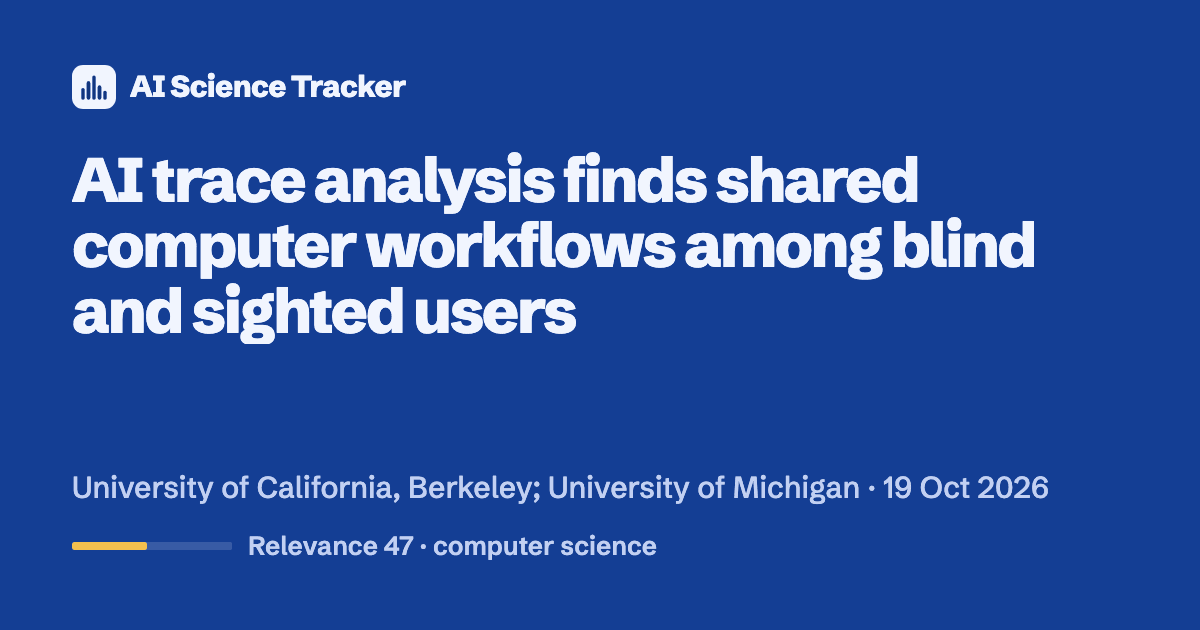 AI Science Tracker
AI trace analysis finds shared
computer workflows among blind
and sighted users
University of California, Berkeley; University of Michigan · 19 Oct 2026
Relevance 47 · computer science